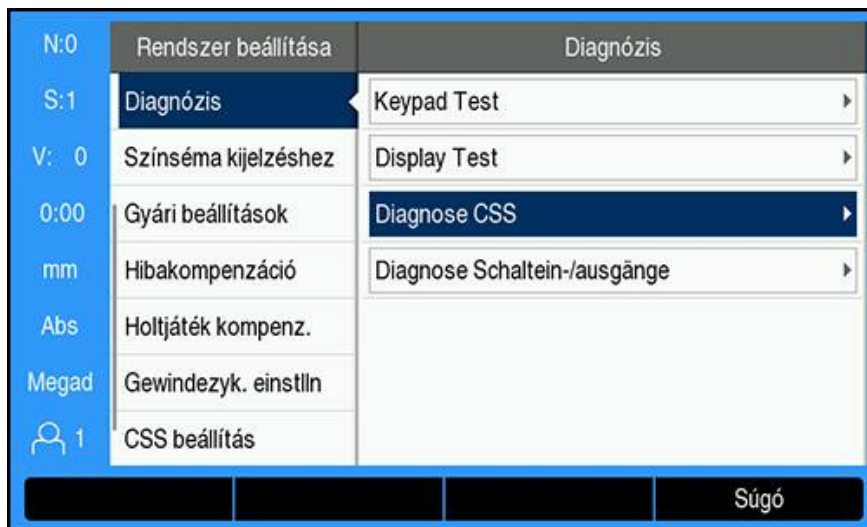 N:0
S:1
V: 0
0:00
mm
Abs
Megad
1
Rendszer beállítása
Diagnózis
Színséma kijelzéshez
Gyári beállítások
Hibakompenzáció
Holtjáték kompenz.
Gewindezyk. einstlln
CSS beállítás
Diagnózis
Keypad Test
Display Test
Diagnose CSS
Diagnose Schaltein-/ausgänge
Súgó